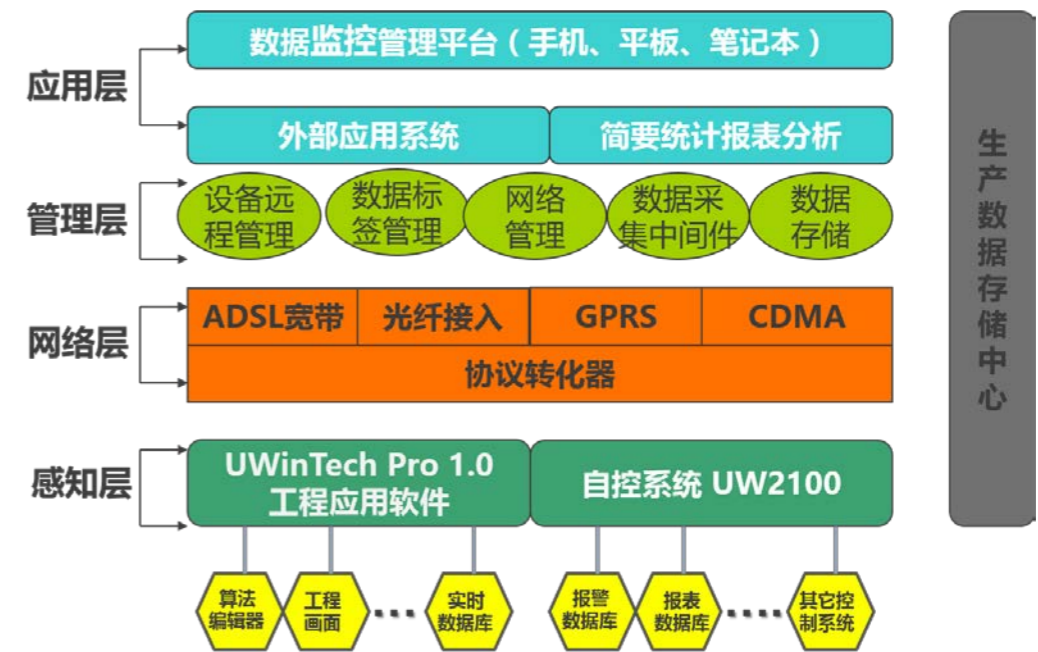 数据监控管理平台（手机、平板、笔记本）
应用层
外部应用系统
简要统计报表分析
管理层
设备远
程管理
数据标
签管理
网络
管理
数据采
集中间件
数据
存储
网络层
ADSL宽带
光纤接入
GPRS
CDMA
协议转化器
感知层
UWinTech Pro 1.0
工程应用软件
自控系统 UW2100
算法
编辑器
工程
画面
实时
数据库
报警
数据库
报表
数据库
其它控
制系统
生
产
数
据
存
储
中
心